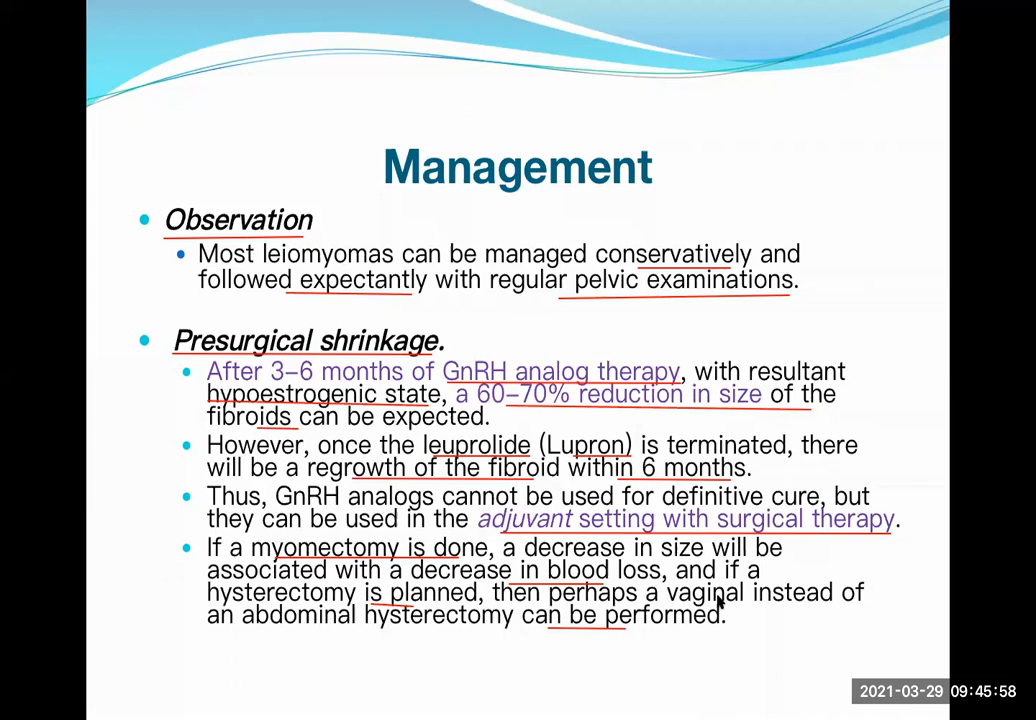 Management
• Observation
• Most leiomyomas can be managed conservatively and
followed expectantly with regular pelvic examinations.
• Presurgical shrinkage.
• After 3–6 months of GnRH analog therapy, with resultant
hypoestrogenic state, a 60–70% reduction in size of the
fibroids can be expected.
• However, once the leuprolide (Lupron) is terminated, there
will be a regrowth of the fibroid within 6 months.
• Thus, GnRH analogs cannot be used for definitive cure, but
they can be used in the adjuvant setting with surgical therapy.
• If a myomectomy is done, a decrease in size will be
associated with a decrease in blood loss, and if a
hysterectomy is planned, then perhaps a vaginal instead of
an abdominal hysterectomy can be performed.
2021-03-29 09:45:58